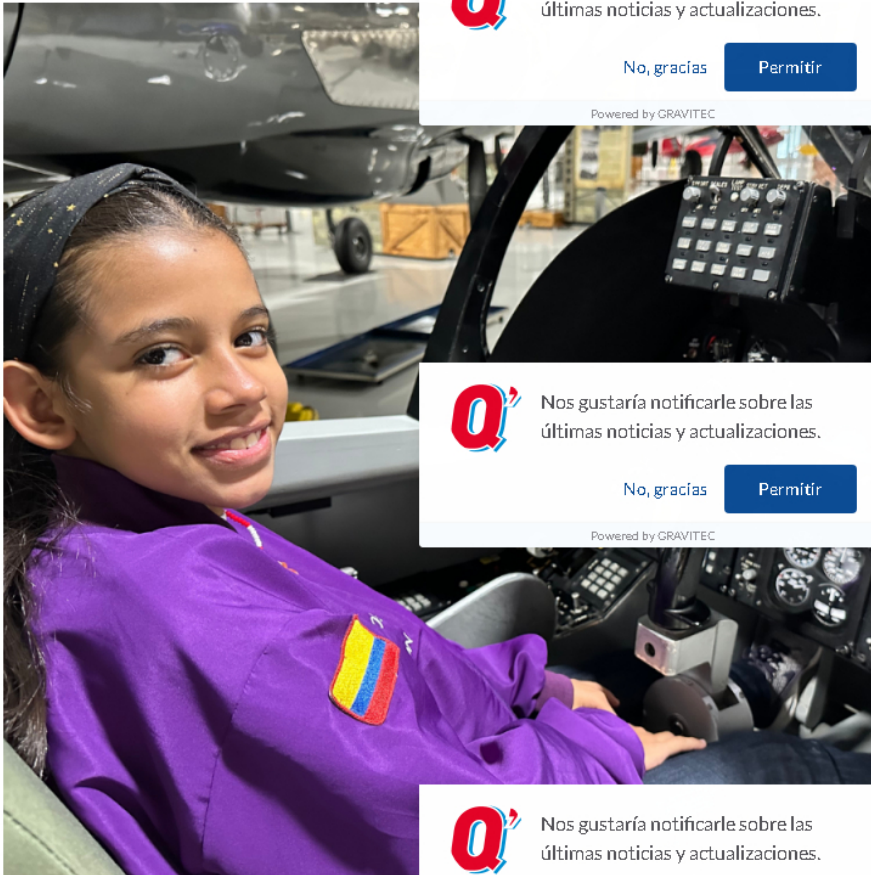 Q'
últimas noticias y actualizaciones.
No, gracias
Permitir
Powered by GRAVITEC
Q'
Nos gustaría notificarle sobre las
últimas noticias y actualizaciones.
No, gracias
Permitir
Powered by GRAVITEC
Q'
Nos gustaría notificarle sobre las
últimas noticias y actualizaciones.